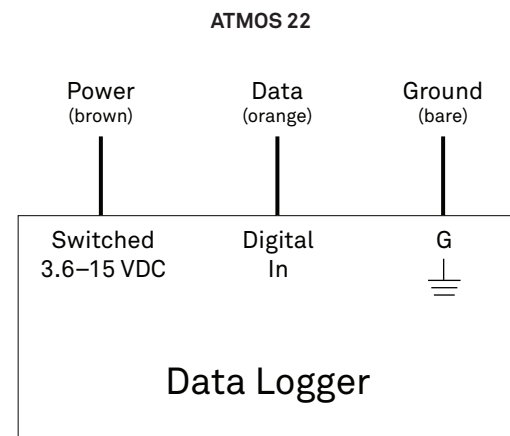 ATMOS 22
Power Data Ground
(brown) (orange) (bare)
Switched Digital G
3.6–15 VDC In
Data Logger